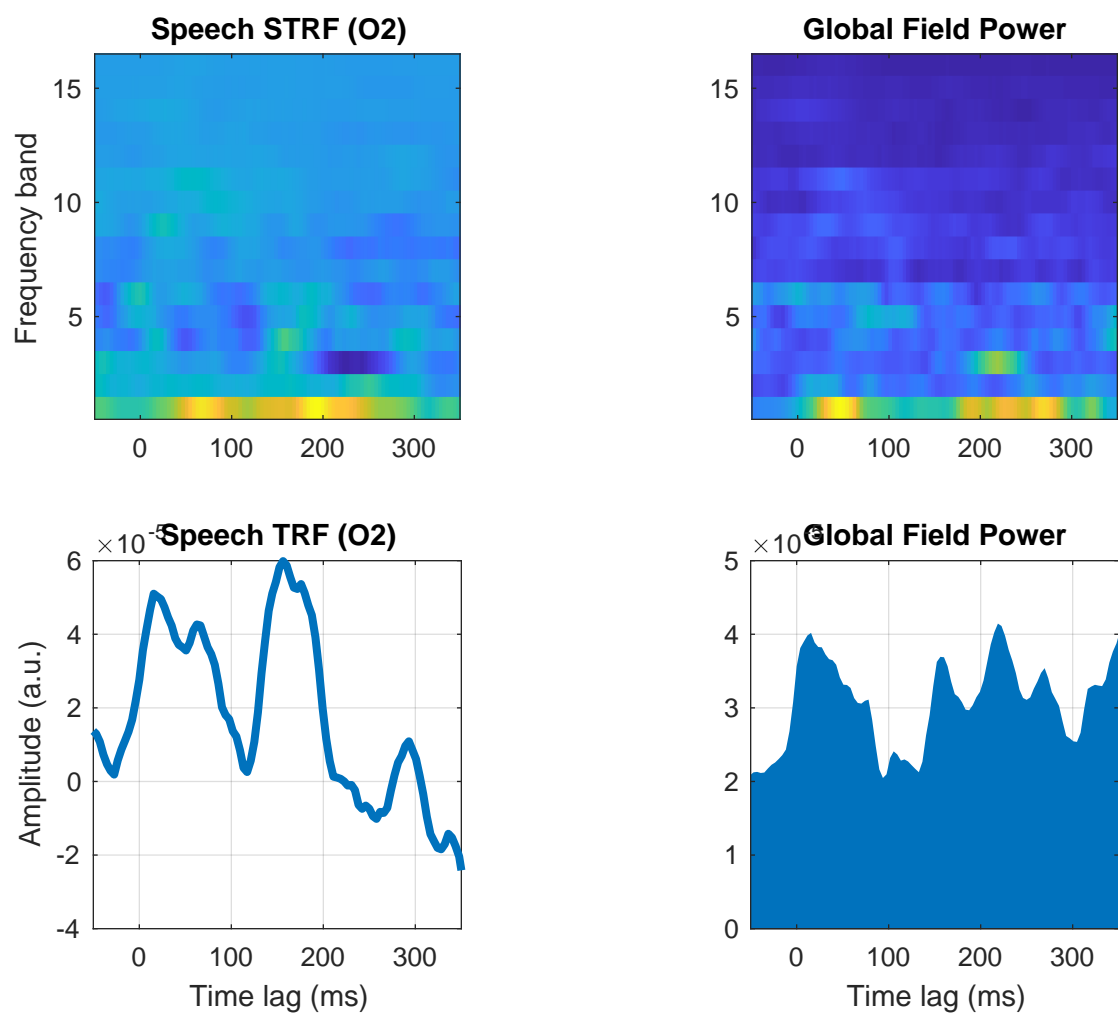 Speech STRF (O2)
Global Field Power
Frequency band
15
10
5
0 100 200 300
15
10
5
0 100 200 300
×10^-5
Speech TRF (O2)
Global Field Power
Amplitude (a.u.)
6
4
2
0
-2
-4
0 100 200 300
Time lag (ms)
×10^-5
5
4
3
2
1
0
0 100 200 300
Time lag (ms)